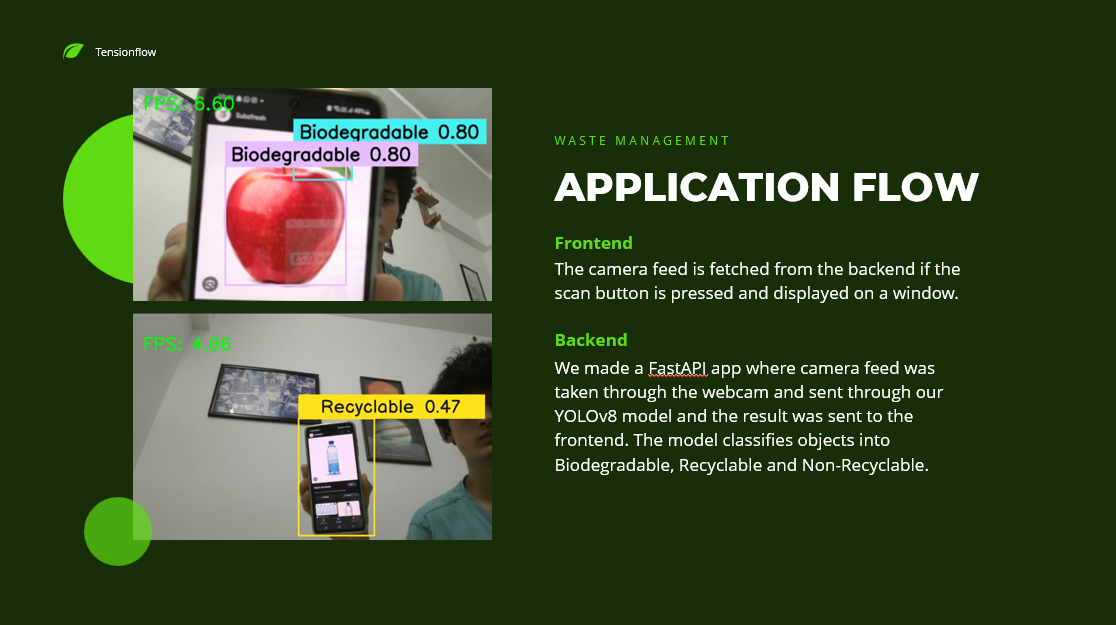 Tensionflow
FPS: 6.60
Biodegradable 0.80
Biodegradable 0.80
FPS: 4.86
Recyclable 0.47
WASTE MANAGEMENT
APPLICATION FLOW
Frontend
The camera feed is fetched from the backend if the
scan button is pressed and displayed on a window.
Backend
We made a FastAPI app where camera feed was
taken through the webcam and sent through our
YOLOv8 model and the result was sent to the
frontend. The model classifies objects into
Biodegradable, Recyclable and Non-Recyclable.